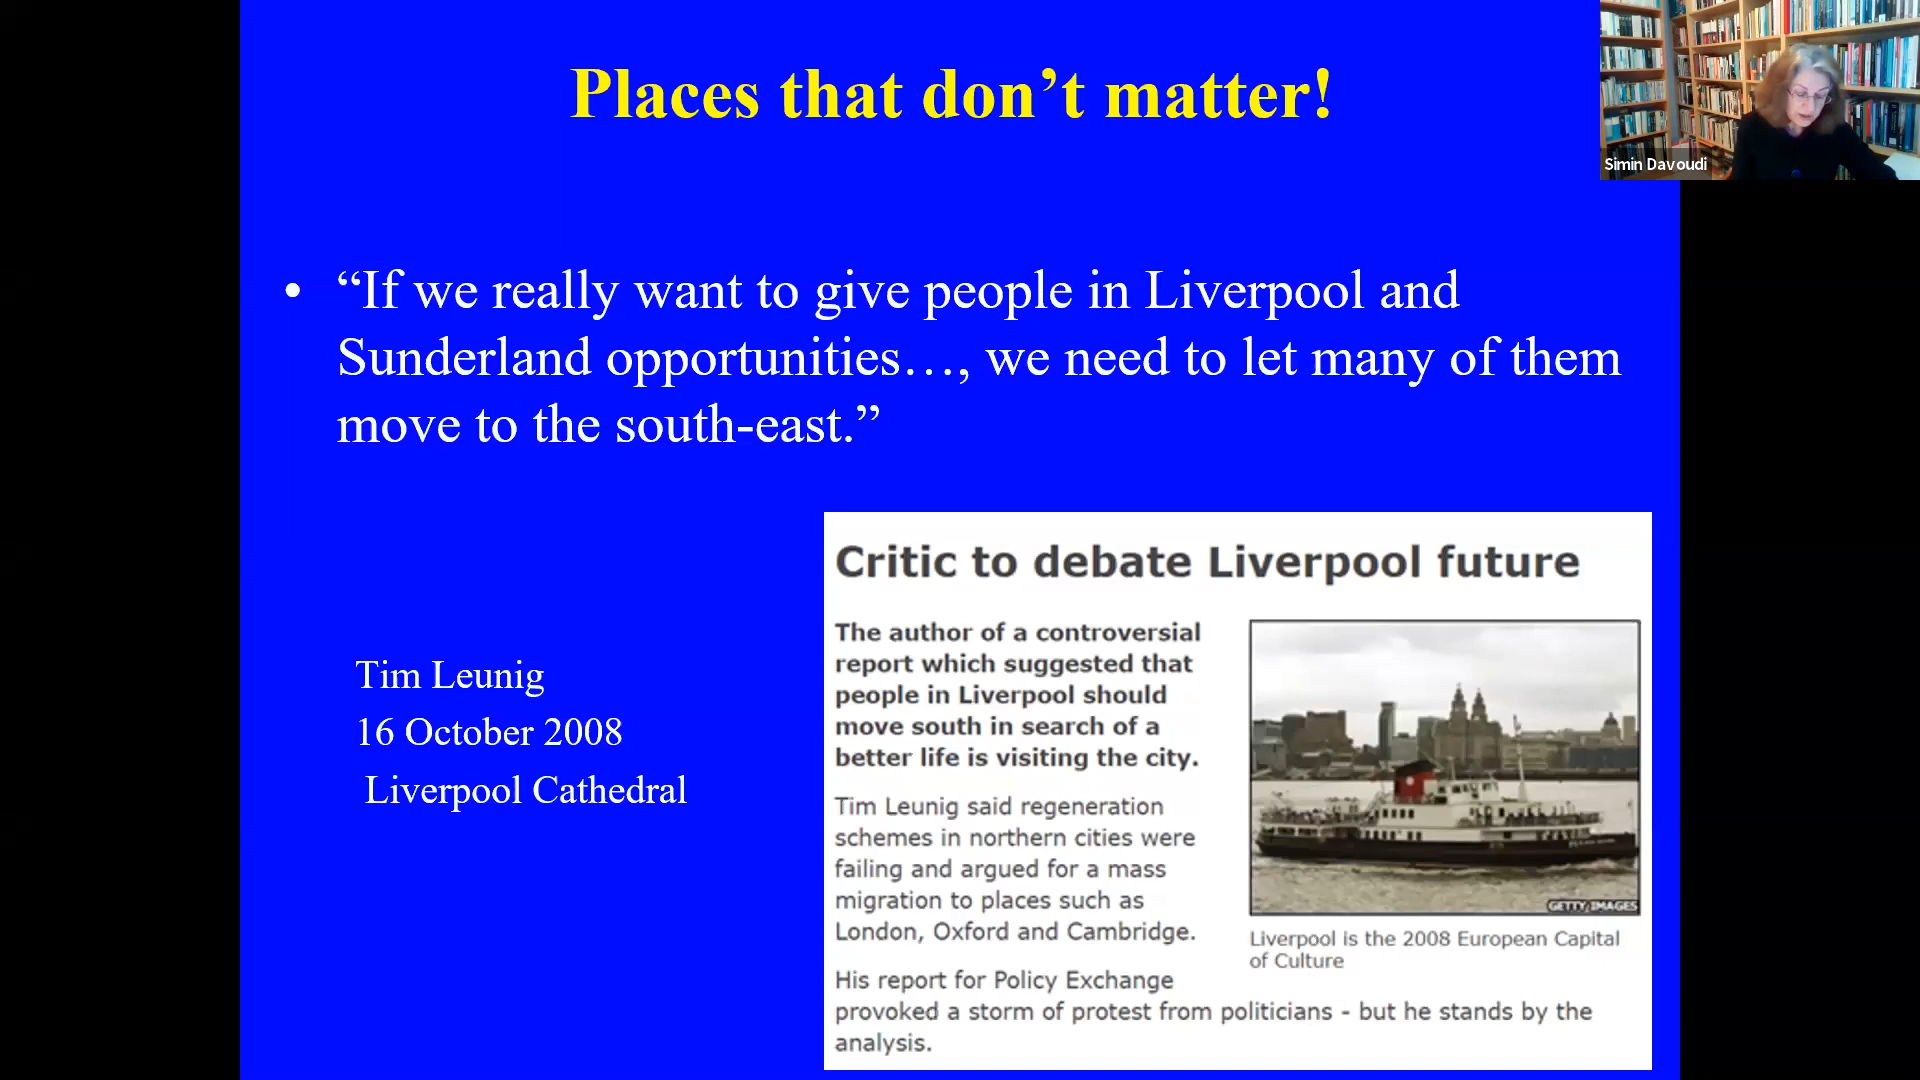 Places that don’t matter!
Simin Davoudi
• “If we really want to give people in Liverpool and
Sunderland opportunities…, we need to let many of them
move to the south-east.”
Tim Leunig
16 October 2008
Liverpool Cathedral
Critic to debate Liverpool future
The author of a controversial
report which suggested that
people in Liverpool should
move south in search of a
better life is visiting the city.
Tim Leunig said regeneration
schemes in northern cities were
failing and argued for a mass
migration to places such as
London, Oxford and Cambridge.
His report for Policy Exchange
provoked a storm of protest from politicians - but he stands by the
analysis.
GETTY IMAGES
Liverpool is the 2008 European Capital
of Culture